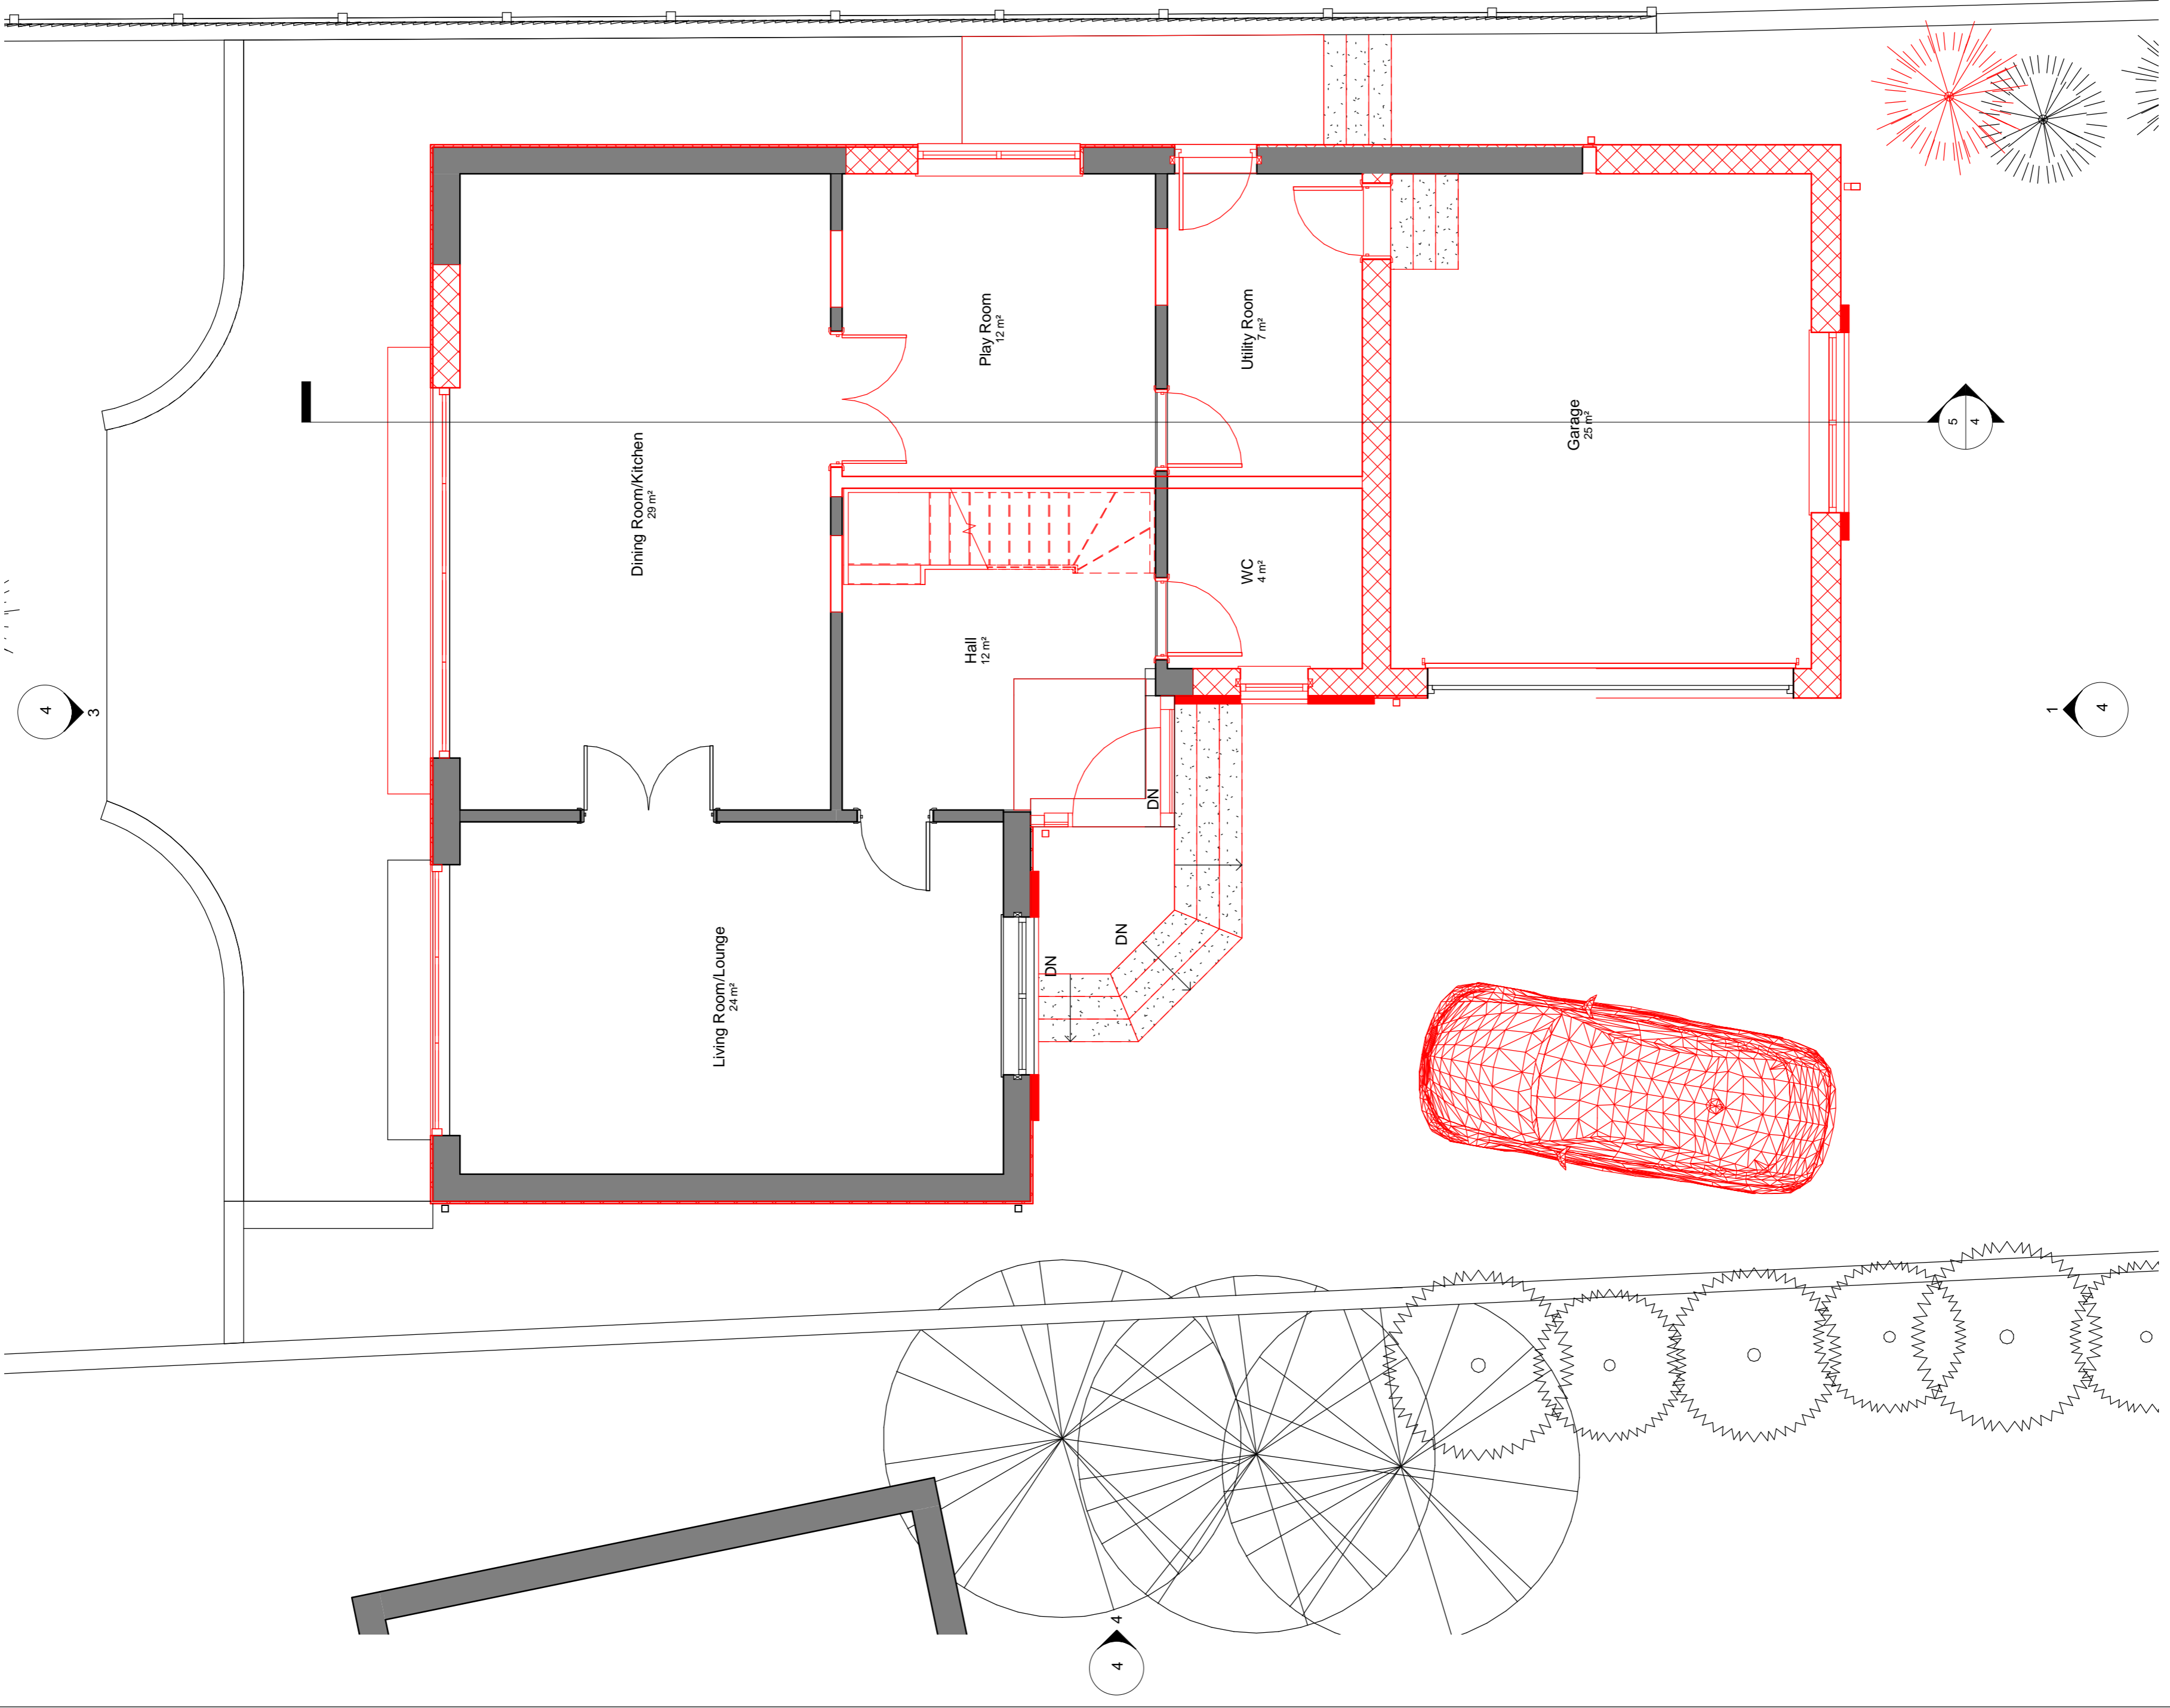 Dining Room/Kitchen
29 m²
Play Room
12 m²
Utility Room
7 m²
Garage
25 m²
WC
4 m²
Hall
12 m²
Living Room/Lounge
24 m²
DN
DN
DN
5
4
4
3
1
4
4
4